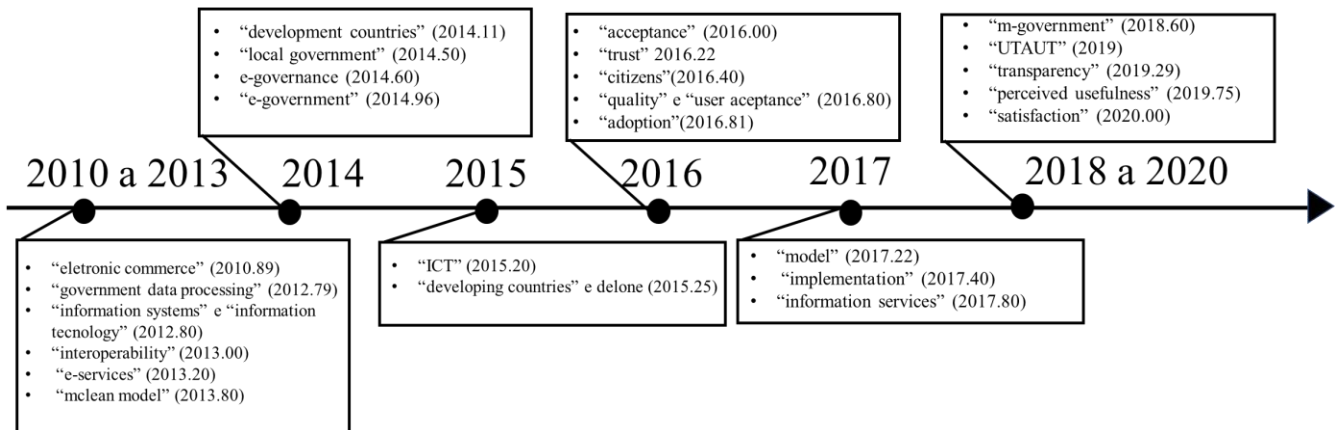 • “development countries” (2014.11)
• “local government” (2014.50)
• e-governance (2014.60)
• “e-government” (2014.96)
• “acceptance” (2016.00)
• “trust” 2016.22
• “citizens”(2016.40)
• “quality” e “user aceptance” (2016.80)
• “adoption”(2016.81)
• “m-government” (2018.60)
• “UTAUT” (2019)
• “transparency” (2019.29)
• “perceived usefulness” (2019.75)
• “satisfaction” (2020.00)
2010 a 2013
2014
2015
2016
2017
2018 a 2020
• “eletronic commerce” (2010.89)
• “government data processing” (2012.79)
• “information systems” e “information
tecnology” (2012.80)
• “interoperability” (2013.00)
• “e-services” (2013.20)
• “mclean model” (2013.80)
• “ICT” (2015.20)
• “developing countries” e delone (2015.25)
• “model” (2017.22)
• “implementation” (2017.40)
• “information services” (2017.80)